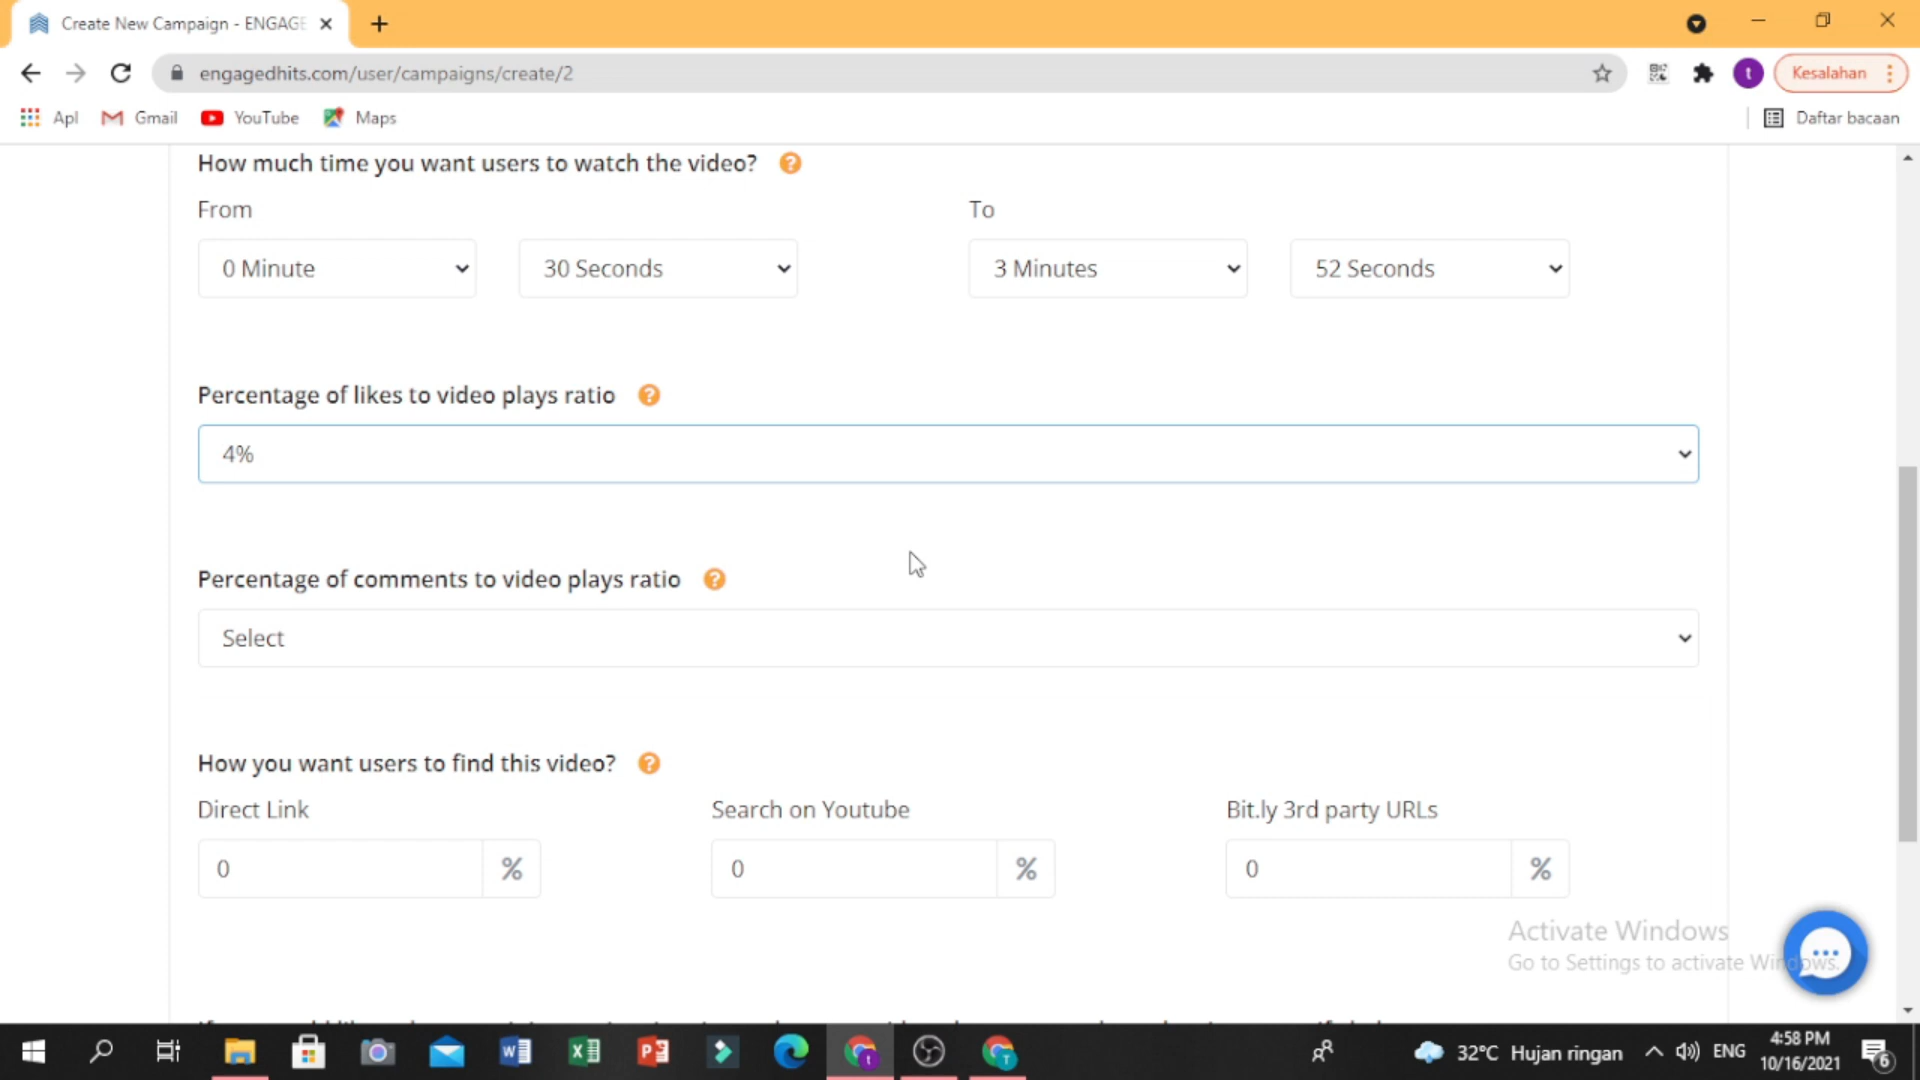 Create New Campaign - ENGAGE
engagedhits.com/user/campaigns/create/2
t
Kesalahan
Apl
Gmail
YouTube
Maps
Daftar bacaan
How much time you want users to watch the video? ?
From
To
0 Minute
30 Seconds
3 Minutes
52 Seconds
Percentage of likes to video plays ratio ?
4%
Percentage of comments to video plays ratio ?
Select
How you want users to find this video? ?
Direct Link
Search on Youtube
Bit.ly 3rd party URLs
0 %
0 %
0 %
Activate Windows
Go to Settings to activate Windows.
32°C Hujan ringan
ENG
4:58 PM
10/16/2021
6